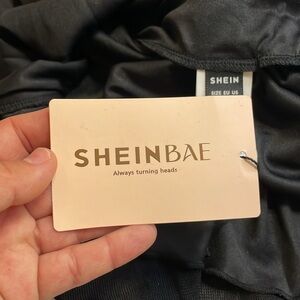 SHEIN
SIZE EU US
SHEINBAE
Always turning heads